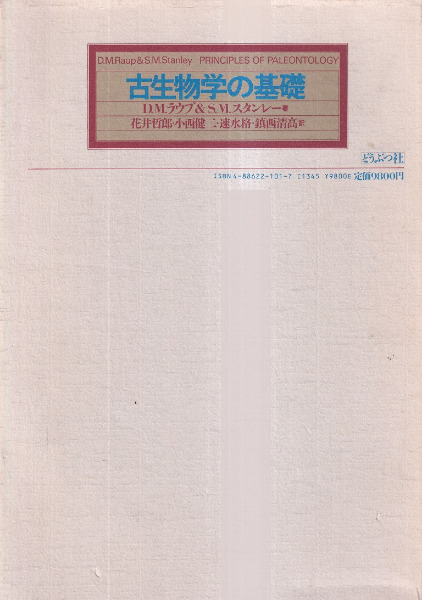 D.M.Raup&S.M.Stanley PRINCIPLES OF PALEONTOLOGY
古生物学の基礎
D.M.ラウプ&S.M.スタンレー著
花井哲郎・小西健二・速水格・鎮西清高訳
どうぶつ社
ISBN4-88622-101-7 C1345 Y9800E 定価9800円